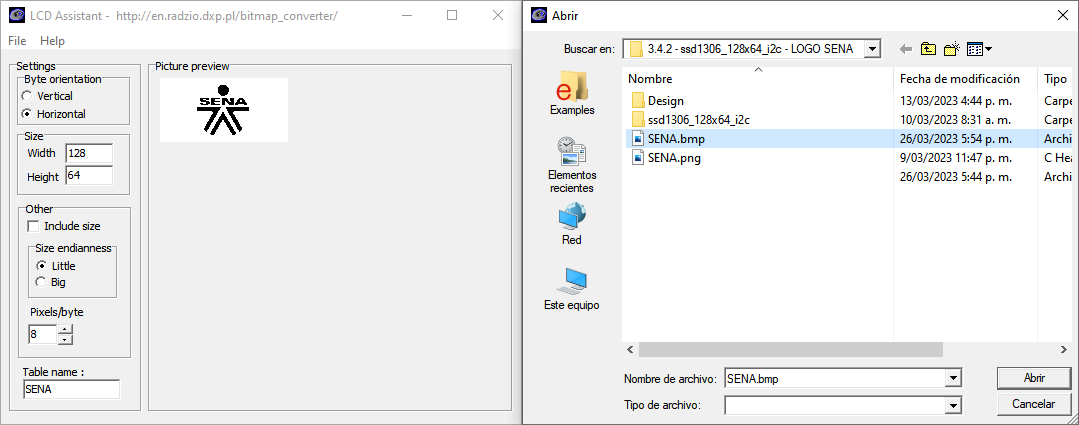 LCD Assistant - http://en.radzio.dxp.pl/bitmap_converter/
File Help
Settings
Byte orientation
Vertical
Horizontal
Size
Width 128
Height 64
Other
Include size
Size endianness
Little
Big
Pixels/byte
8
Table name :
SENA
Picture preview
SENA
Abrir
Buscar en: 3.4.2 - ssd1306_128x64_i2c - LOGO SENA
Examples
Elementos
recientes
Red
Este equipo
Nombre Fecha de modificación Tipo
Design 13/03/2023 4:44 p. m. Carpe
ssd1306_128x64_i2c 10/03/2023 8:31 a. m. Carpe
SENA.bmp 26/03/2023 5:54 p. m. Archi
SENA.png 9/03/2023 11:47 p. m. C Hea
26/03/2023 5:44 p. m. Archi
Nombre de archivo: SENA.bmp Abrir
Tipo de archivo: Cancelar